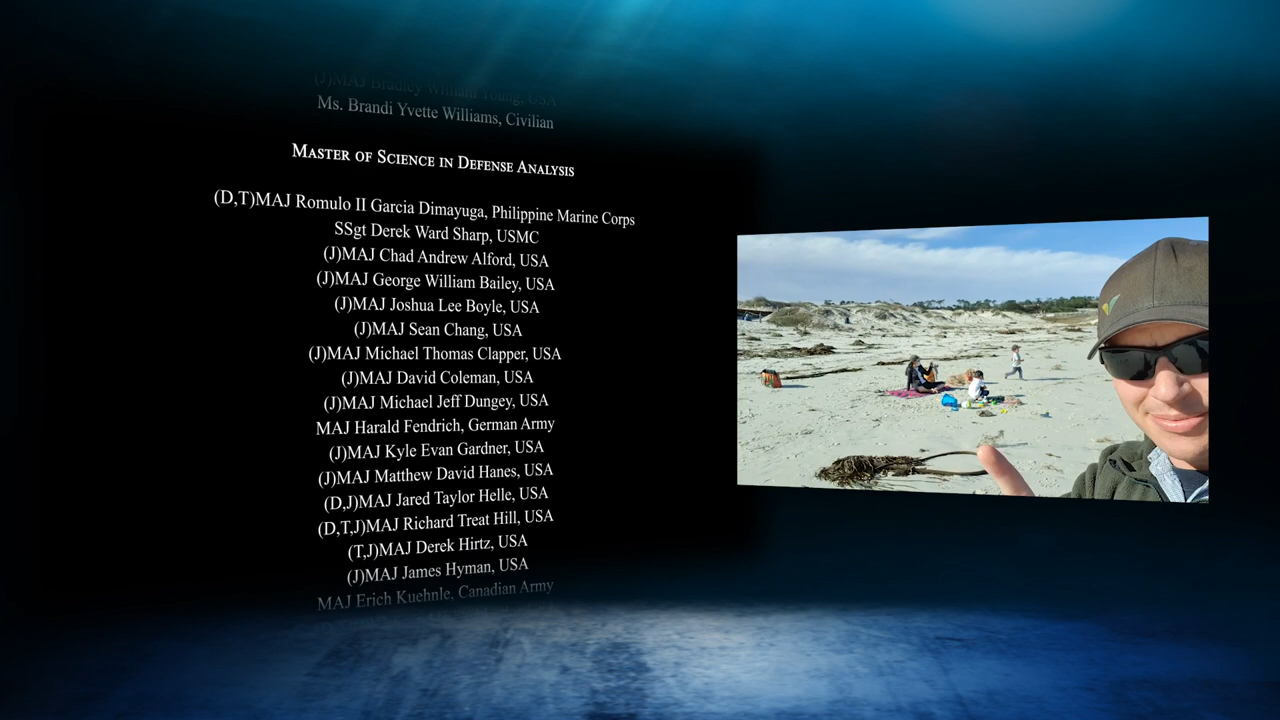 (J)MAJ Bradley William Young, USA
Ms. Brandi Yvette Williams, Civilian
MASTER OF SCIENCE IN DEFENSE ANALYSIS
(D,T)MAJ Romulo II Garcia Dimayuga, Philippine Marine Corps
SSgt Derek Ward Sharp, USMC
(J)MAJ Chad Andrew Alford, USA
(J)MAJ George William Bailey, USA
(J)MAJ Joshua Lee Boyle, USA
(J)MAJ Sean Chang, USA
(J)MAJ Michael Thomas Clapper, USA
(J)MAJ David Coleman, USA
(J)MAJ Michael Jeff Dungey, USA
MAJ Harald Fendrich, German Army
(J)MAJ Kyle Evan Gardner, USA
(J)MAJ Matthew David Hanes, USA
(D,J)MAJ Jared Taylor Helle, USA
(D,T,J)MAJ Richard Treat Hill, USA
(T,J)MAJ Derek Hirtz, USA
(J)MAJ James Hyman, USA
MAJ Erich Kuehnle, Canadian Army